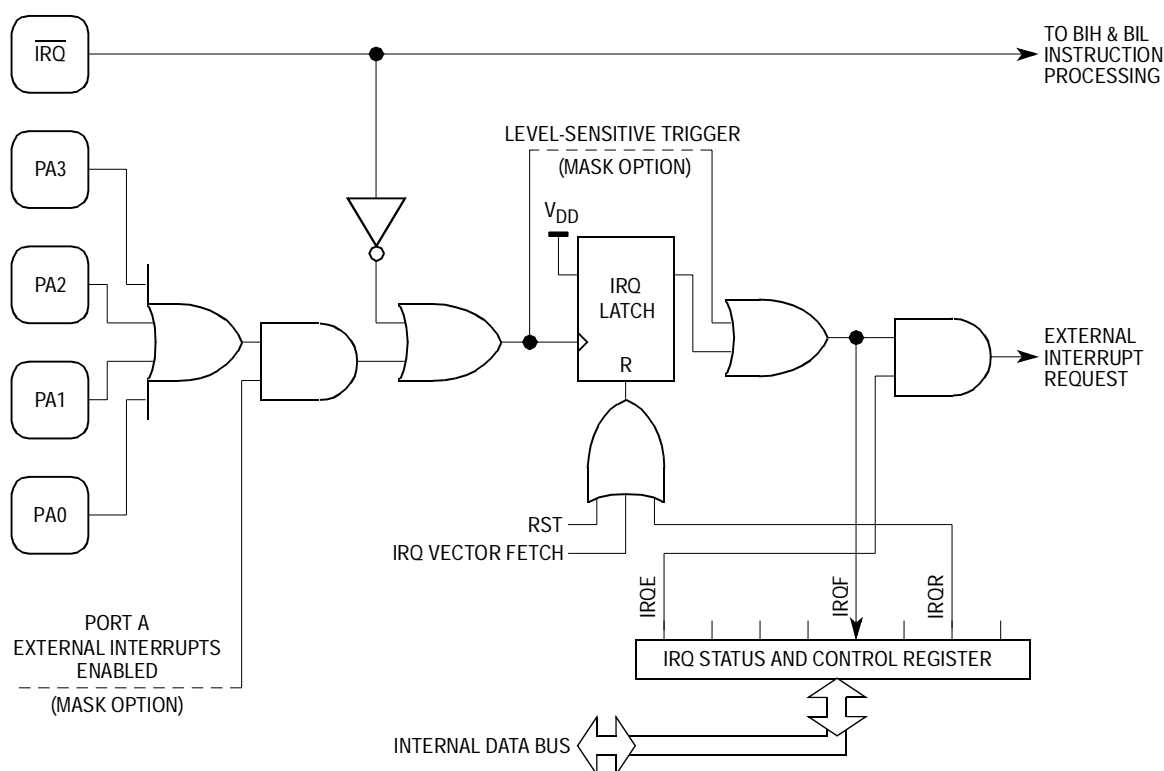 IRQ
TO BIH & BIL
INSTRUCTION
PROCESSING
PA3
LEVEL-SENSITIVE TRIGGER
(MASK OPTION)
VDD
PA2
IRQ
LATCH
R
EXTERNAL
INTERRUPT
REQUEST
PA1
PA0
RST
IRQ VECTOR FETCH
IRQE
IRQF
IRQR
PORT A
EXTERNAL INTERRUPTS
ENABLED
(MASK OPTION)
IRQ STATUS AND CONTROL REGISTER
INTERNAL DATA BUS